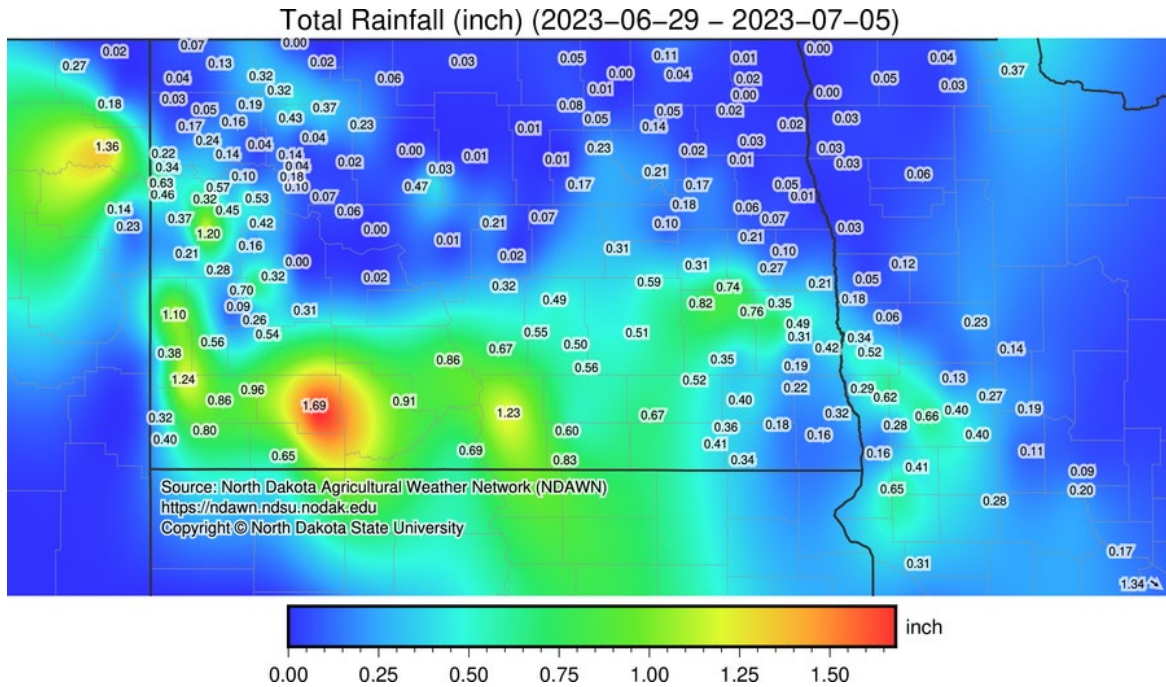 Total Rainfall (inch) (2023−06−29 − 2023−07−05)
0.02 0.07 0.00 0.00
0.27 0.13 0.02 0.03 0.05 0.11 0.01 0.04
0.04 0.32 0.06 0.00 0.04 0.02 0.05 0.37
0.32 0.01 0.00 0.00 0.03
0.18 0.03 0.05 0.19 0.37 0.08 0.05 0.02
0.17 0.16 0.43 0.23 0.01 0.05 0.14 0.02 0.03
1.36 0.24 0.04 0.04 0.00 0.23 0.02 0.03 0.03
0.22 0.14 0.14 0.02 0.01 0.01 0.01 0.03
0.34 0.04 0.03 0.21 0.06
0.63 0.57 0.10 0.18 0.10 0.47 0.17 0.17 0.05
0.46 0.32 0.53 0.07 0.18 0.01
0.14 0.37 0.45 0.06 0.07 0.06 0.07
0.23 1.20 0.42 0.00 0.21 0.10 0.03
0.21 0.16 0.01 0.02 0.31 0.21 0.10
0.28 0.00 0.31 0.27 0.12
0.70 0.32 0.02 0.32 0.59 0.74 0.21 0.05
1.10 0.09 0.31 0.49 0.82 0.76 0.35 0.18
0.26 0.49 0.06 0.23
0.56 0.54 0.55 0.51 0.31 0.34
0.38 0.86 0.67 0.50 0.35 0.42 0.52 0.14
1.24 0.56 0.52 0.19 0.13
0.86 0.96 0.91 0.40 0.22 0.29 0.62 0.27
0.32 1.69 1.23 0.67 0.32 0.66 0.40 0.19
0.40 0.80 0.60 0.36 0.18 0.16 0.28 0.40
0.65 0.69 0.83 0.41 0.34 0.16 0.41 0.11
0.09
Source: North Dakota Agricultural Weather Network (NDAWN)
0.65 0.28 0.20
https://ndawn.ndsu.nodak.edu
Copyright © North Dakota State University
0.31 0.17
1.34
0.00 0.25 0.50 0.75 1.00 1.25 1.50
inch